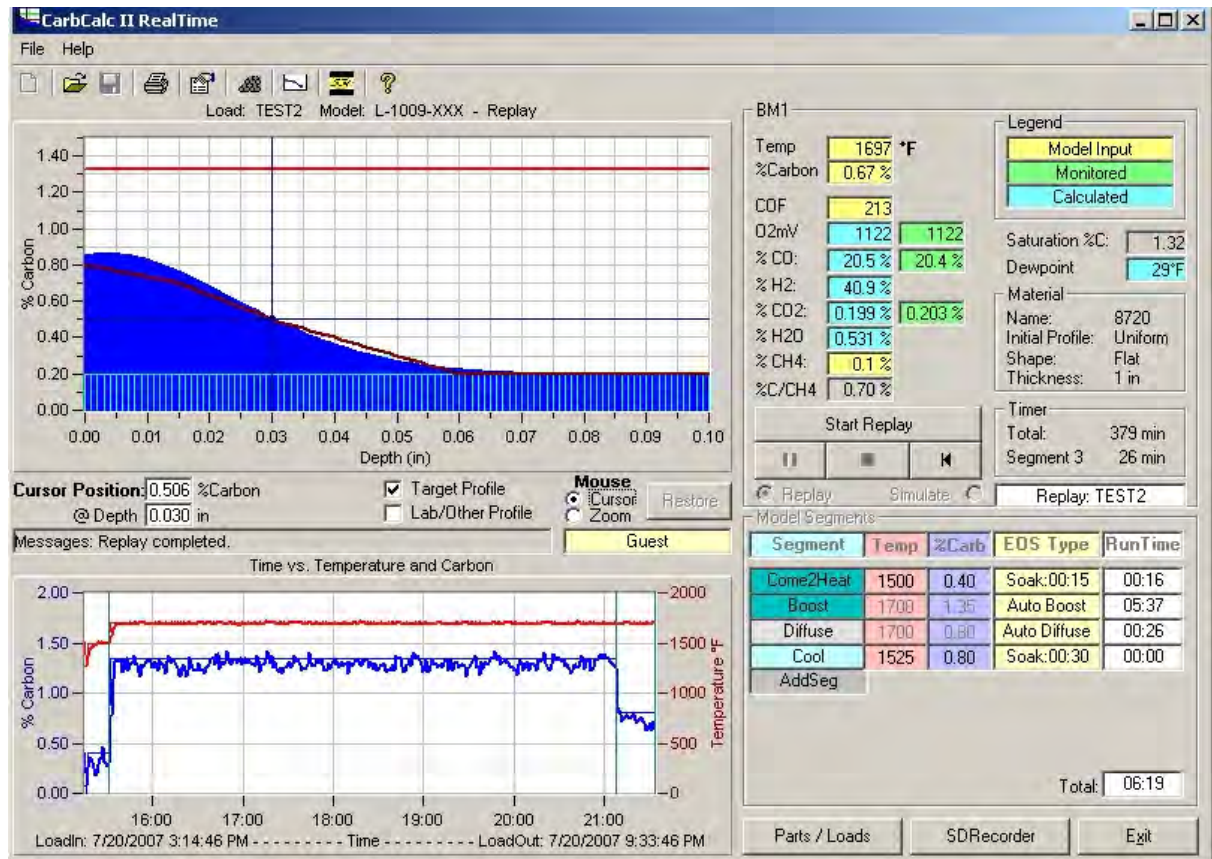 CarbCalc II RealTime
File Help
Load: TEST2 Model: L-1009-XXX - Replay
% Carbon
1.40
1.20
1.00
0.80
0.60
0.40
0.20
0.00
0.00 0.01 0.02 0.03 0.04 0.05 0.06 0.07 0.08 0.09 0.10
Depth (in)
Cursor Position: 0.506 %Carbon
@ Depth 0.030 in
Target Profile
Lab/Other Profile
Mouse
Cursor
Zoom
Restore
Messages: Replay completed.
Guest
Time vs. Temperature and Carbon
% Carbon
2.00
1.50
1.00
0.50
0.00
2000
1500
1000
500
0
Temperature °F
16:00 17:00 18:00 19:00 20:00 21:00
LoadIn: 7/20/2007 3:14:46 PM - - - - - - - - - Time - - - - - - - - - LoadOut: 7/20/2007 9:33:46 PM
BM1
Temp 1697 °F
%Carbon 0.67 %
COF 213
O2mV 1122 1122
% CO: 20.5 % 20.4 %
% H2: 40.9 %
% CO2: 0.199 % 0.203 %
% H2O 0.531 %
% CH4: 0.1 %
%C/CH4 0.70 %
Start Replay
Replay Simulate
Legend
Model Input
Monitored
Calculated
Saturation %C: 1.32
Dewpoint 29°F
Material
Name: 8720
Initial Profile: Uniform
Shape: Flat
Thickness: 1 in
Timer
Total: 379 min
Segment 3 26 min
Replay: TEST2
Model Segments
Segment Temp %Carb EOS Type RunTime
Come2Heat 1500 0.40 Soak:00:15 00:16
Boost 1700 1.35 Auto Boost 05:37
Diffuse 1700 0.80 Auto Diffuse 00:26
Cool 1525 0.80 Soak:00:30 00:00
AddSeg
Total: 06:19
Parts / Loads SDRecorder Exit